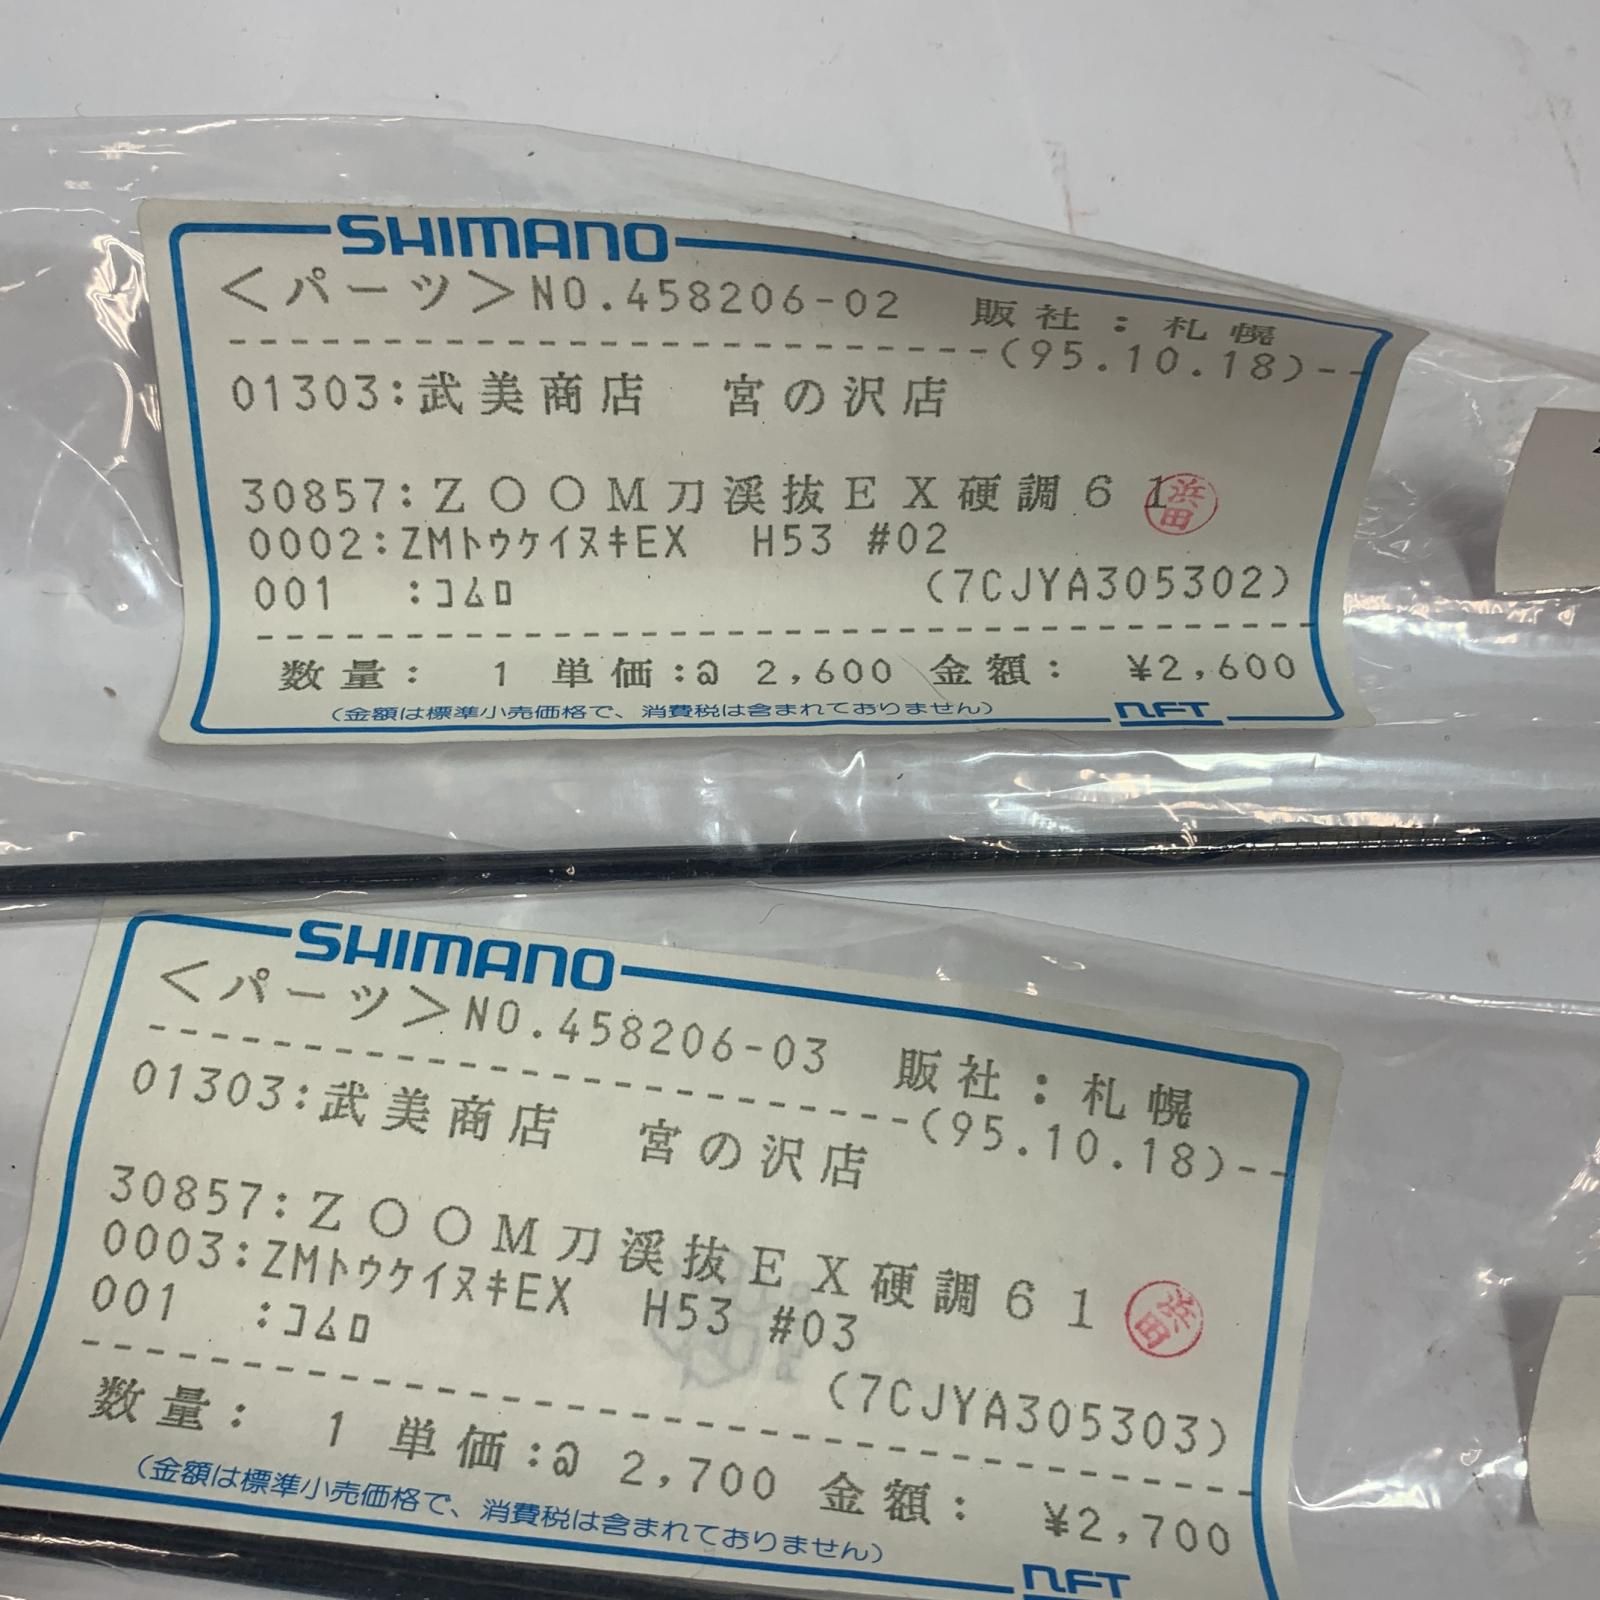 SHIMANO
＜パーツ＞NO.458206-02 販社：札幌
(95.10.18)
01303:武美商店 宮の沢店
30857:ＺＯＯＭ刀渓抜ＥＸ硬調６１
浜田
0002:ZMﾄｳｹｲﾇｷEX H53 #02
001 :ｺﾑﾛ (7CJYA305302)
数量: 1 単価:@ 2,600 金額: ¥2,600
(金額は標準小売価格で、消費税は含まれておりません)
NFT
SHIMANO
＜パーツ＞NO.458206-03 販社：札幌
(95.10.18)
01303:武美商店 宮の沢店
30857:ＺＯＯＭ刀渓抜ＥＸ硬調６１
浜田
0003:ZMﾄｳｹｲﾇｷEX H53 #03
001 :ｺﾑﾛ (7CJYA305303)
数量: 1 単価:@ 2,700 金額: ¥2,700
(金額は標準小売価格で、消費税は含まれておりません)
NFT